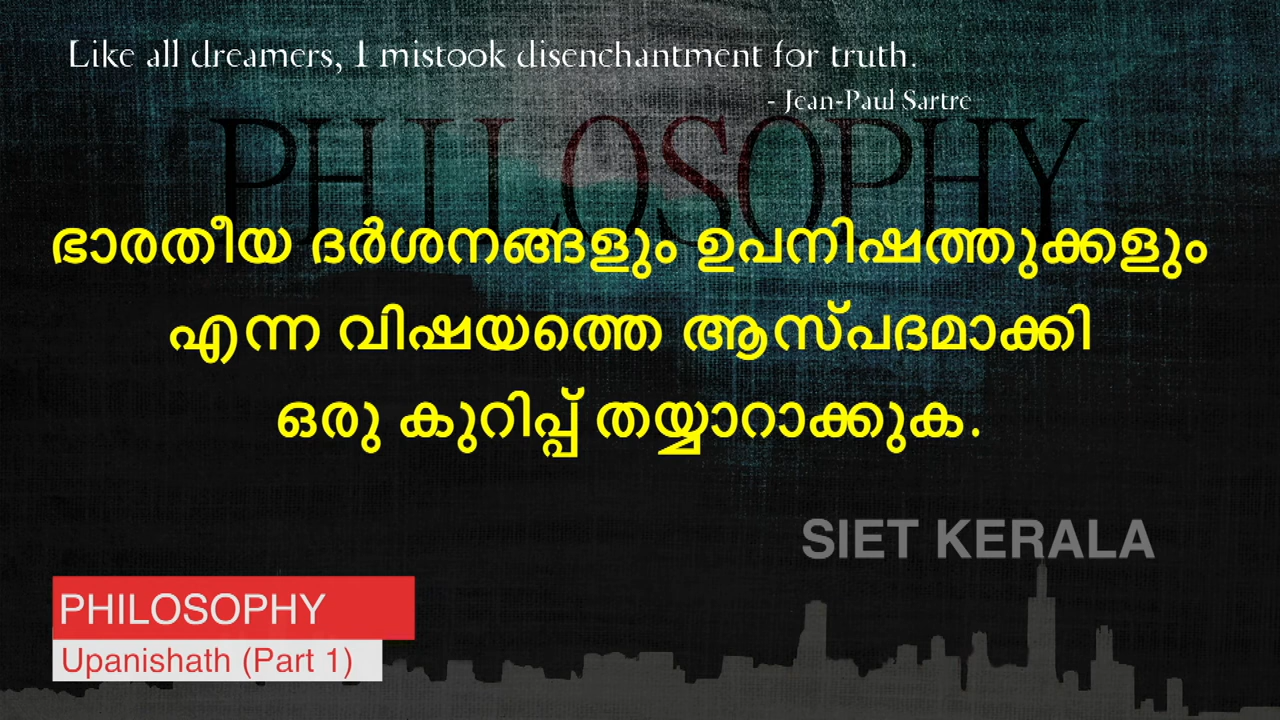 Like all dreamers, I mistook disenchantment for truth.
- Jean-Paul Sartre
PHILOSOPHY
ഭാരതീയ ദർശനങ്ങളും ഉപനിഷത്തുക്കളും
എന്ന വിഷയത്തെ ആസ്പദമാക്കി
ഒരു കുറിപ്പ് തയ്യാറാക്കുക.
SIET KERALA
PHILOSOPHY
Upanishath (Part 1)